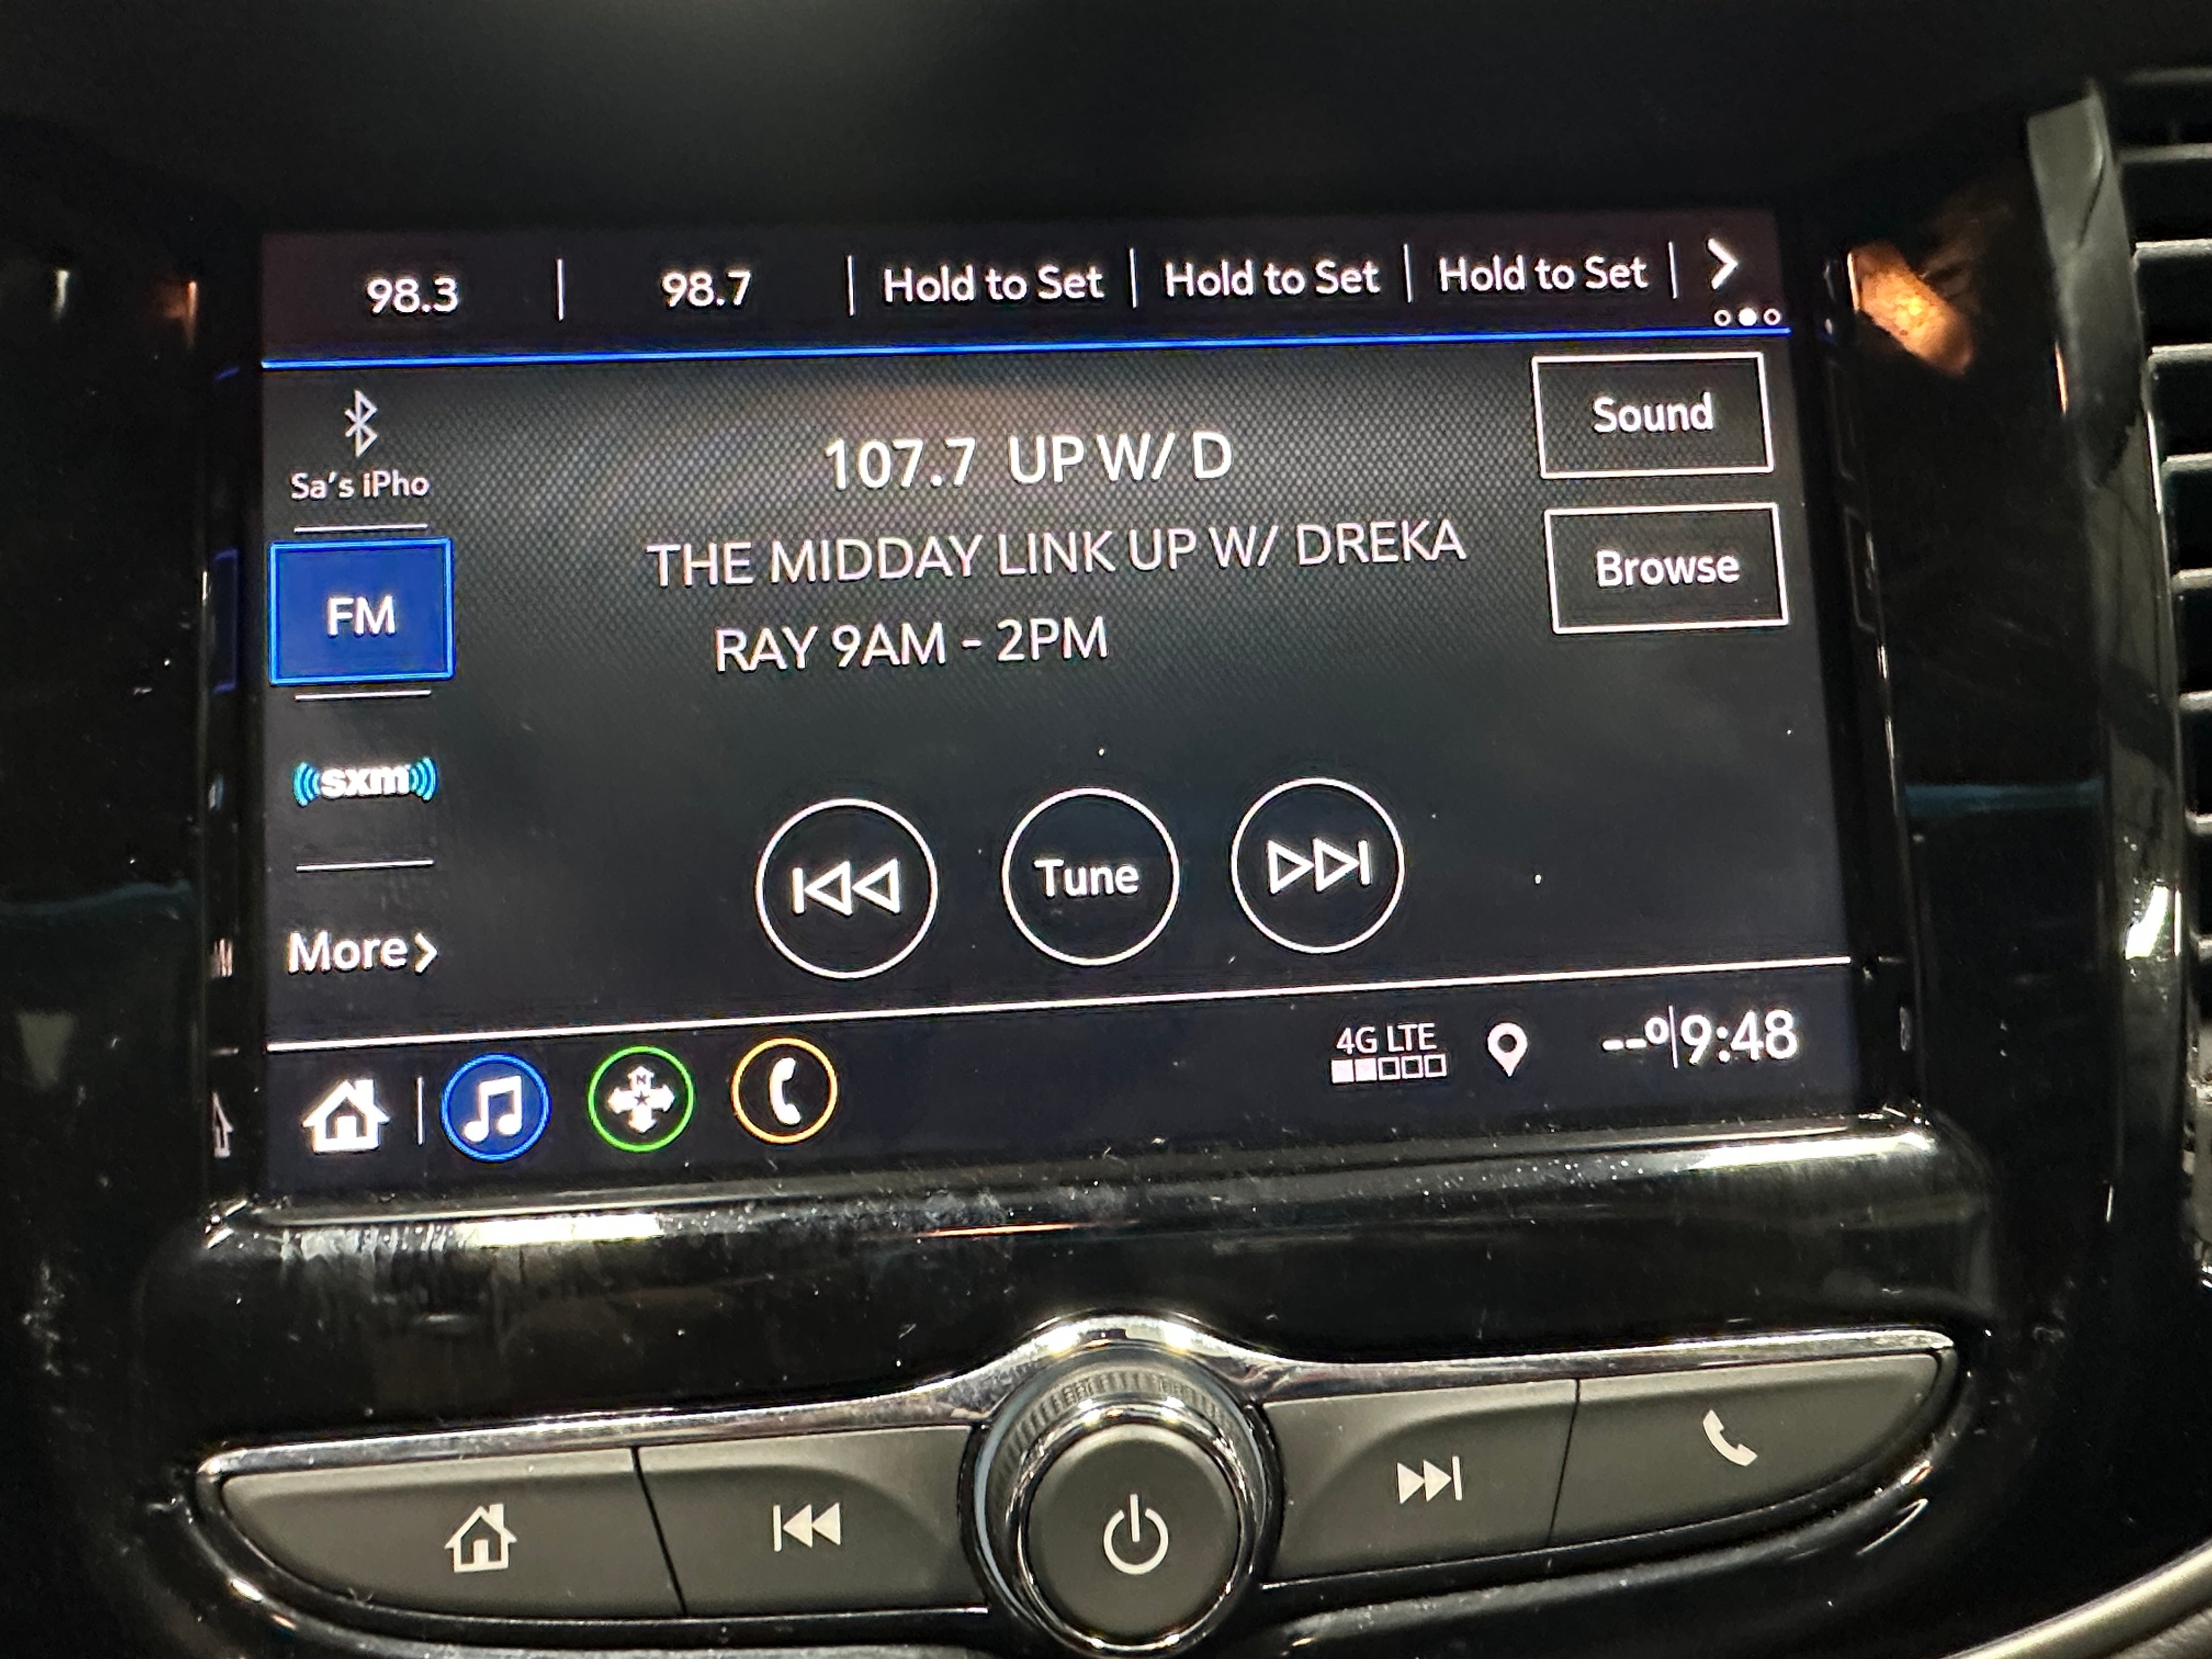 98.3 98.7 Hold to Set Hold to Set Hold to Set
Sound
Sa's iPho
107.7 UP W/ D
Browse
THE MIDDAY LINK UP W/ DREKA
FM
RAY 9AM - 2PM
sxm
Tune
More
4G LTE
--° 9:48
N